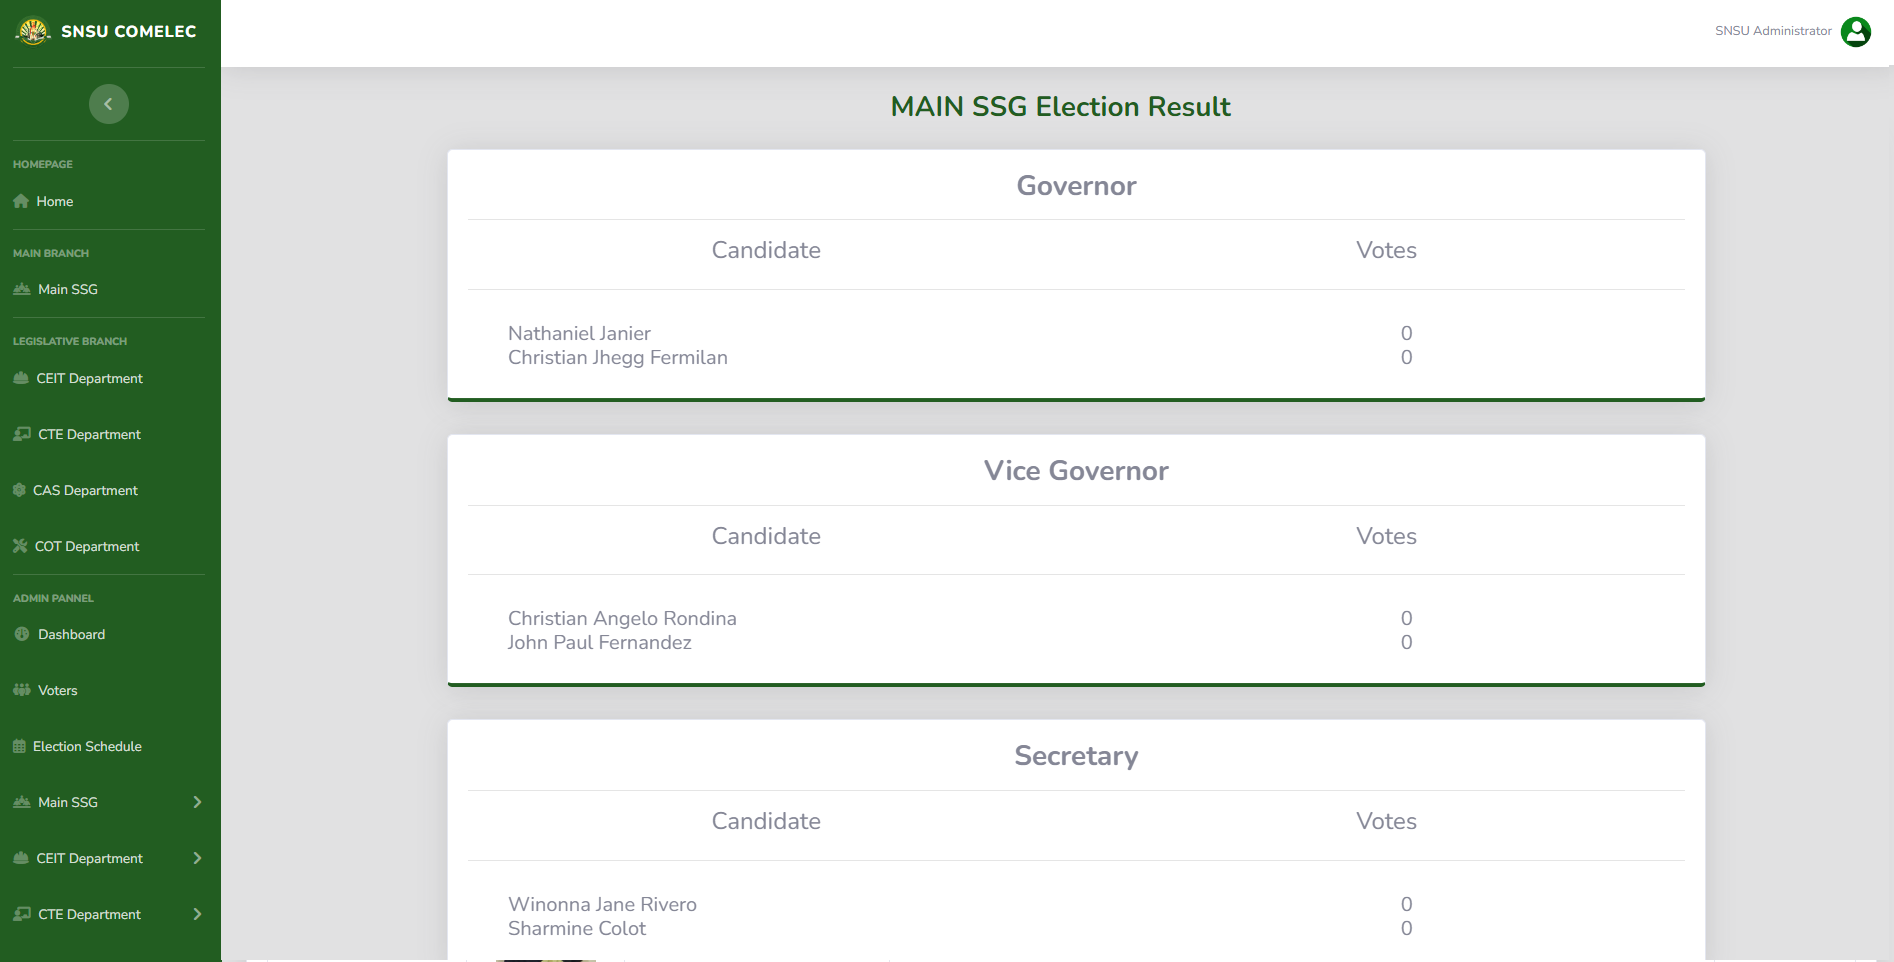 SNSU COMELEC
SNSU Administrator
HOMEPAGE
Home
MAIN BRANCH
Main SSG
LEGISLATIVE BRANCH
CEIT Department
CTE Department
CAS Department
COT Department
ADMIN PANNEL
Dashboard
Voters
Election Schedule
Main SSG
CEIT Department
CTE Department
MAIN SSG Election Result
Governor
Candidate Votes
Nathaniel Janier 0
Christian Jhegg Fermilan 0
Vice Governor
Candidate Votes
Christian Angelo Rondina 0
John Paul Fernandez 0
Secretary
Candidate Votes
Winonna Jane Rivero 0
Sharmine Colot 0